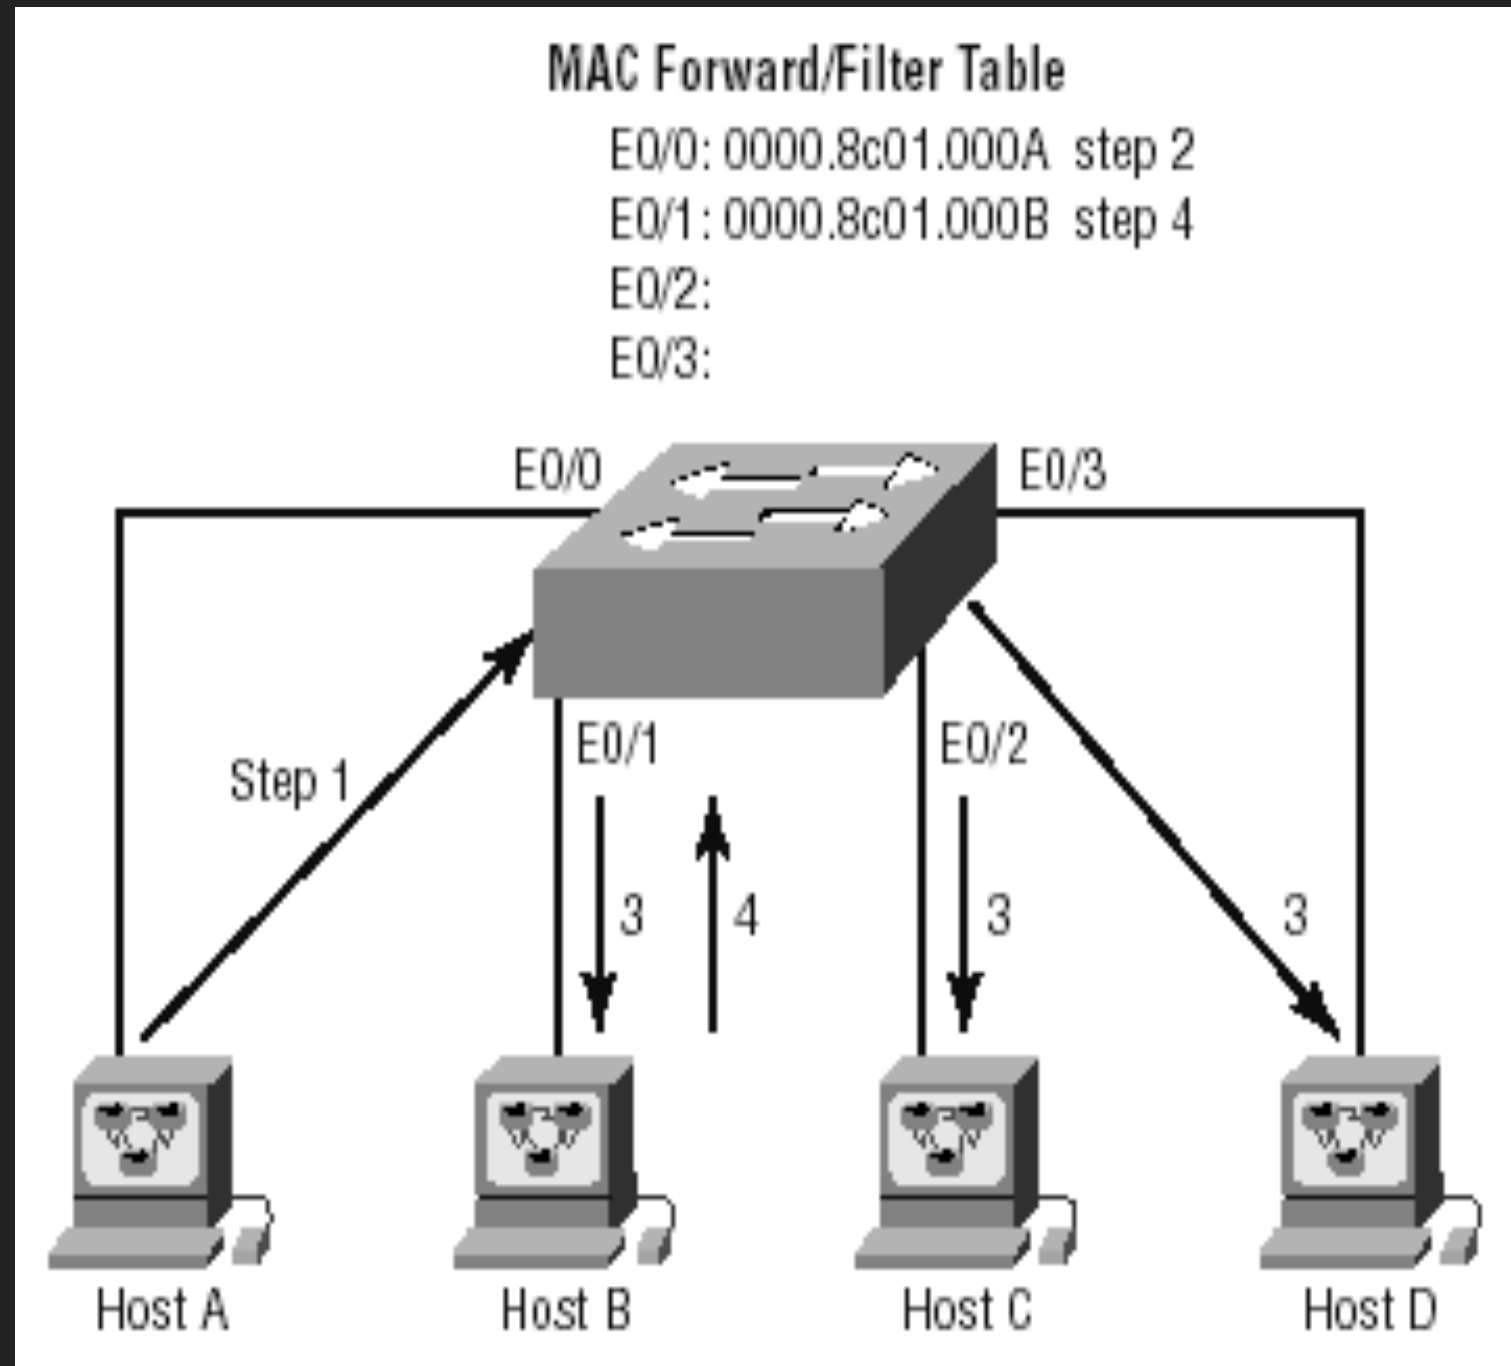 MAC Forward/Filter Table
E0/0: 0000.8c01.000A step 2
E0/1: 0000.8c01.000B step 4
E0/2:
E0/3:
E0/0
E0/3
Step 1
E0/1
E0/2
3
4
3
3
Host A
Host B
Host C
Host D